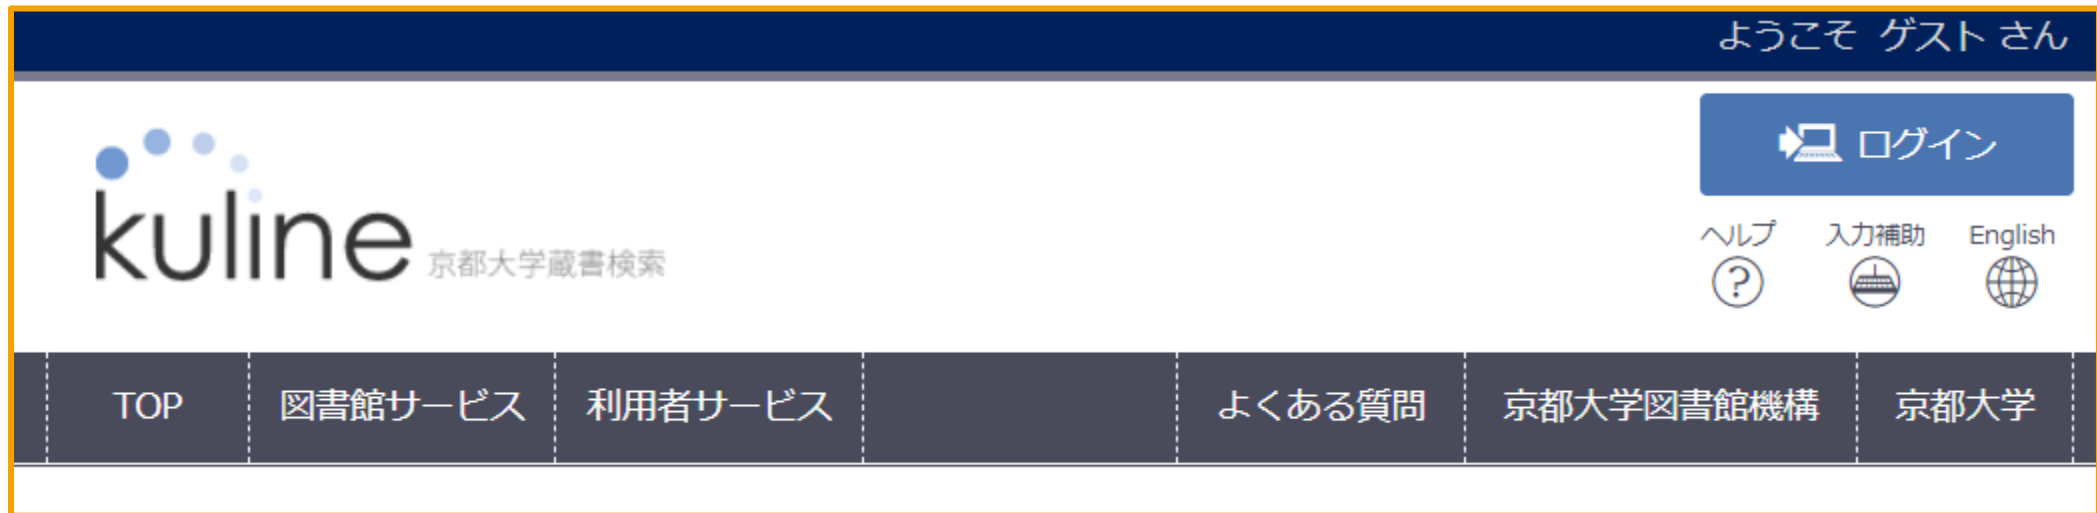 ようこそ ゲスト さん
ログイン
kuline 京都大学蔵書検索
ヘルプ 入力補助 English
?
TOP 図書館サービス 利用者サービス よくある質問 京都大学図書館機構 京都大学